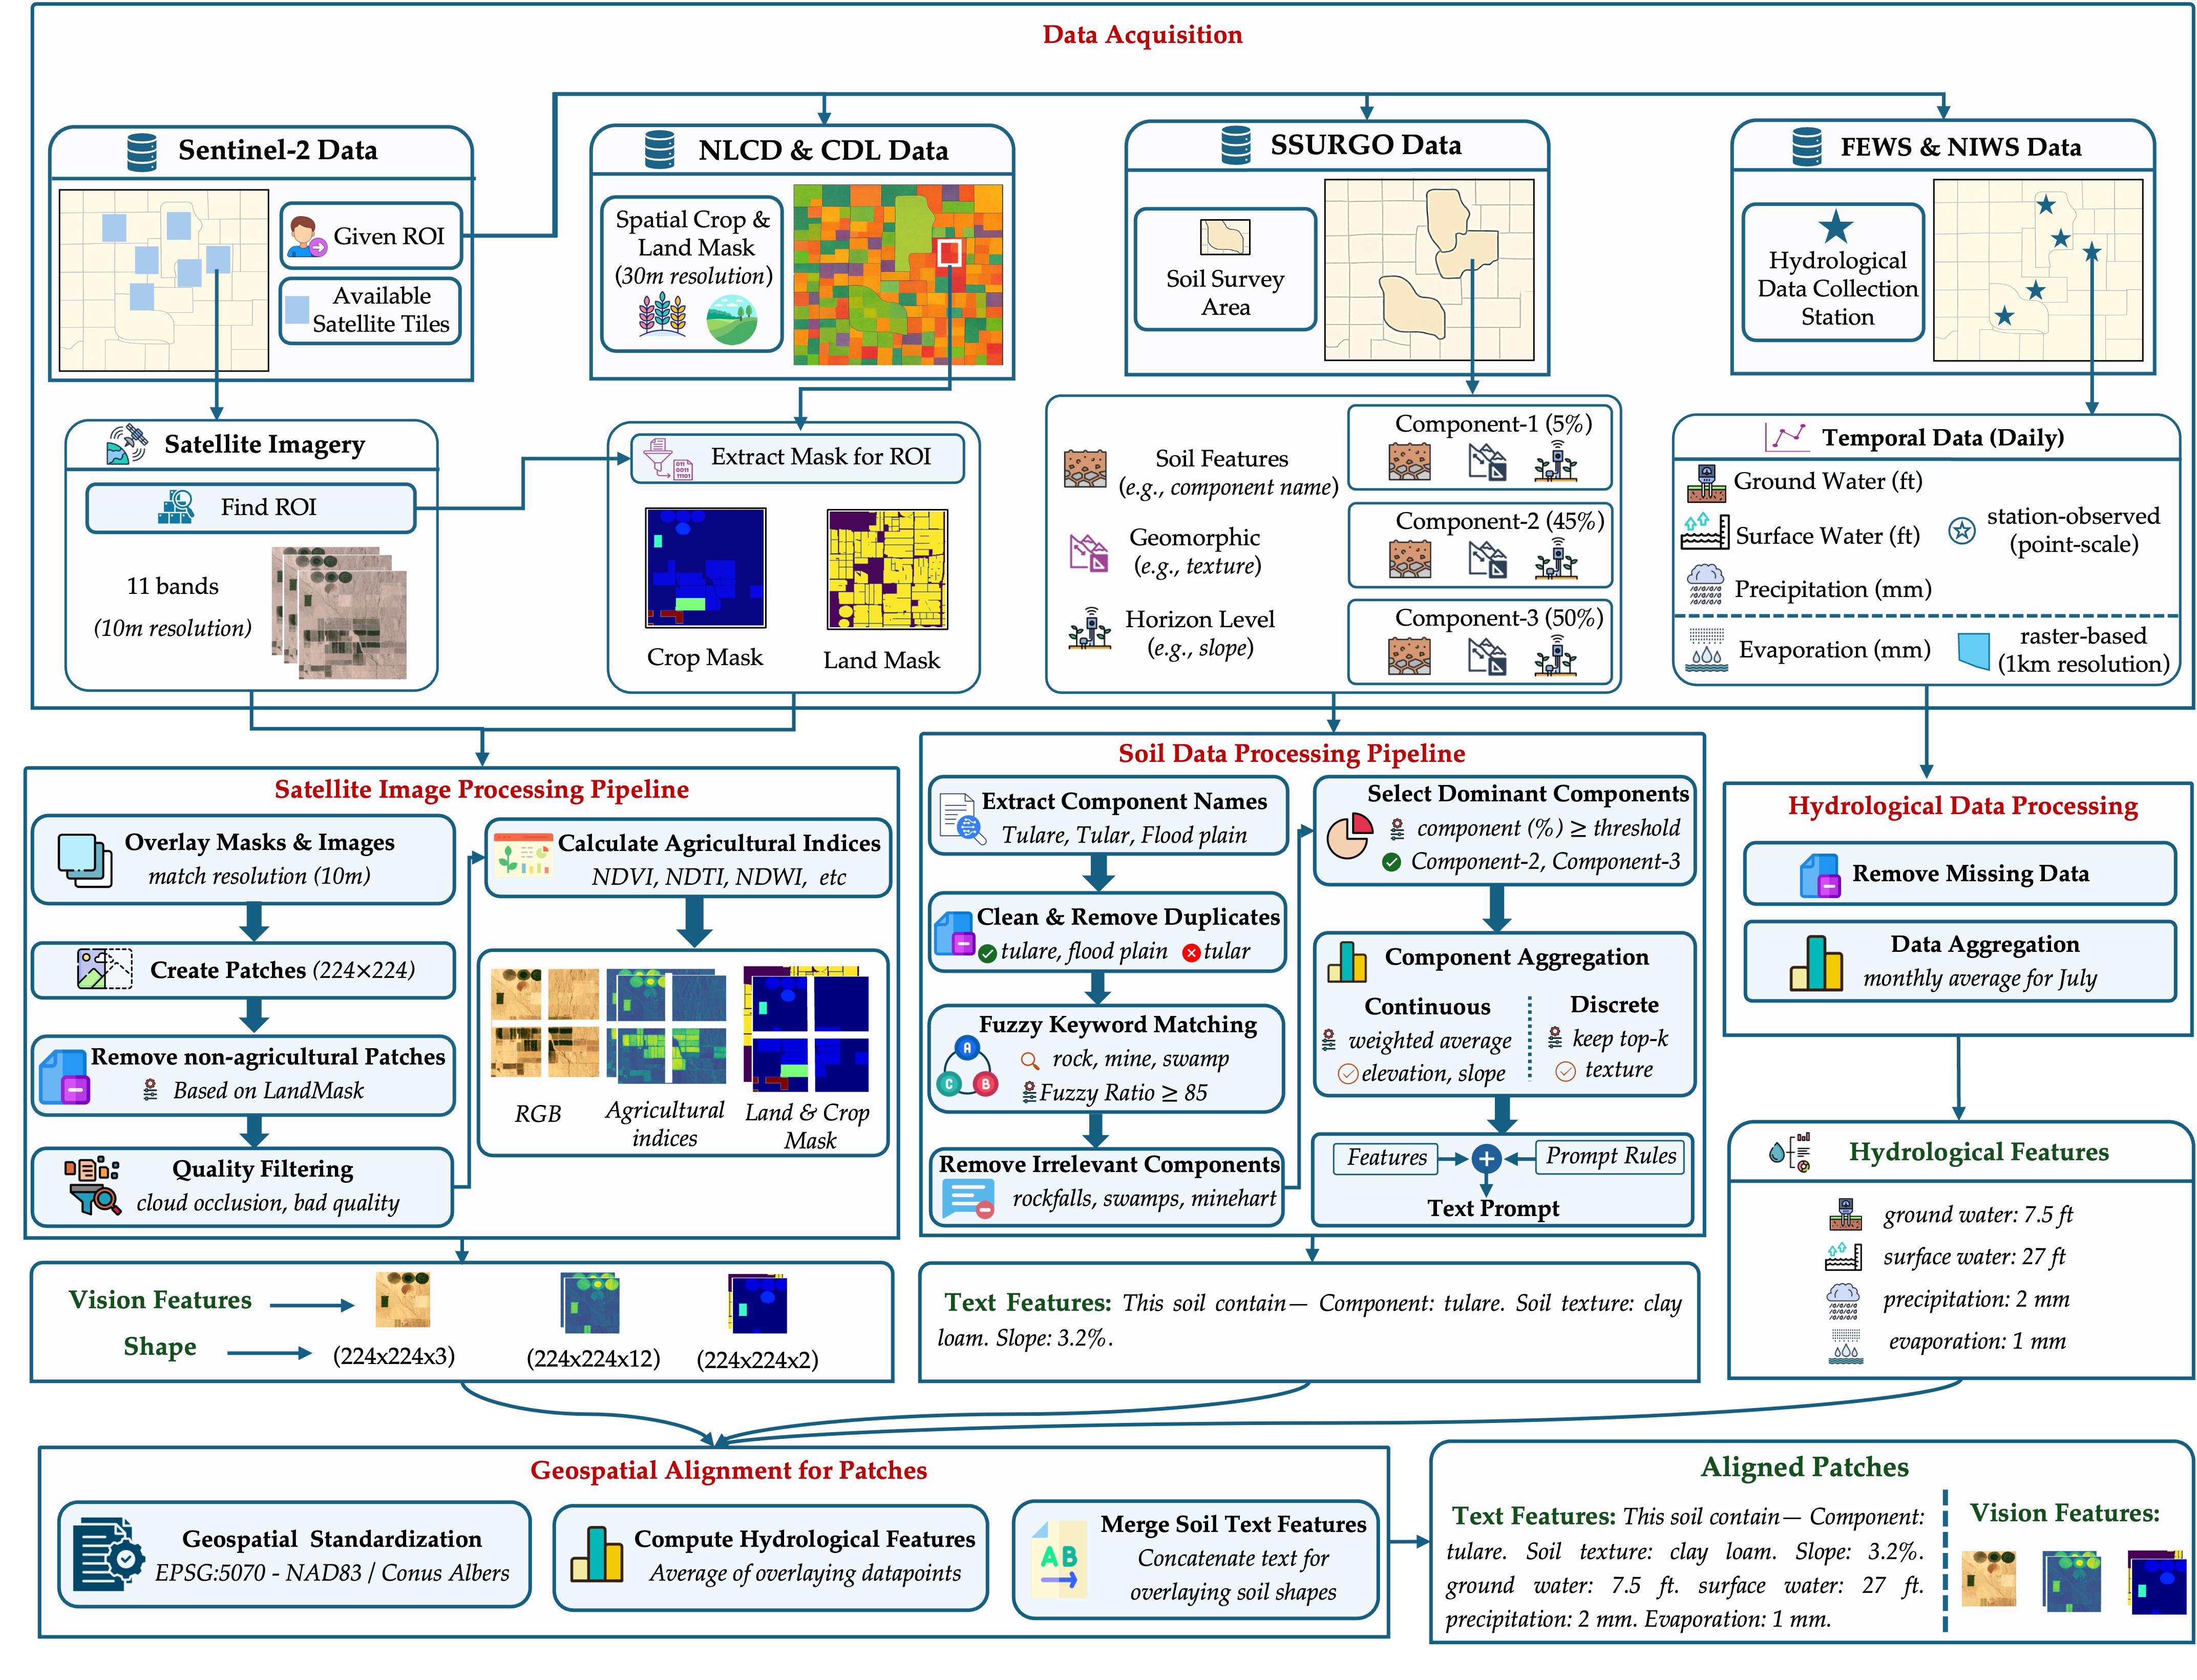 Data Acquisition
Sentinel-2 Data
Given ROI
Available
Satellite Tiles
NLCD & CDL Data
Spatial Crop &
Land Mask
(30m resolution)
SSURGO Data
Soil Survey
Area
FEWS & NIWS Data
Hydrological
Data Collection
Station
Satellite Imagery
Find ROI
11 bands
(10m resolution)
Extract Mask for ROI
Crop Mask
Land Mask
Soil Features
(e.g., component name)
Geomorphic
(e.g., texture)
Horizon Level
(e.g., slope)
Component-1 (5%)
Component-2 (45%)
Component-3 (50%)
Temporal Data (Daily)
Ground Water (ft)
Surface Water (ft)
Precipitation (mm)
station-observed
(point-scale)
Evaporation (mm)
raster-based
(1km resolution)
Satellite Image Processing Pipeline
Overlay Masks & Images
match resolution (10m)
Create Patches (224×224)
Remove non-agricultural Patches
Based on LandMask
Quality Filtering
cloud occlusion, bad quality
Calculate Agricultural Indices
NDVI, NDTI, NDWI, etc
RGB
Agricultural
indices
Land & Crop
Mask
Soil Data Processing Pipeline
Extract Component Names
Tulare, Tular, Flood plain
Clean & Remove Duplicates
tulare, flood plain tular
Fuzzy Keyword Matching
A
B
C
rock, mine, swamp
Fuzzy Ratio ≥ 85
Remove Irrelevant Components
rockfalls, swamps, minehart
Select Dominant Components
component (%) ≥ threshold
Component-2, Component-3
Component Aggregation
Continuous
weighted average
elevation, slope
Discrete
keep top-k
texture
Features
+
Prompt Rules
Text Prompt
Hydrological Data Processing
Remove Missing Data
Data Aggregation
monthly average for July
Hydrological Features
ground water: 7.5 ft
surface water: 27 ft
precipitation: 2 mm
evaporation: 1 mm
Vision Features
Shape
(224x224x3)
(224x224x12)
(224x224x2)
Text Features: This soil contain— Component: tulare. Soil texture: clay
loam. Slope: 3.2%.
Geospatial Alignment for Patches
Geospatial Standardization
EPSG:5070 - NAD83 / Conus Albers
Compute Hydrological Features
Average of overlaying datapoints
AB
Merge Soil Text Features
Concatenate text for
overlaying soil shapes
Aligned Patches
Text Features: This soil contain— Component:
tulare. Soil texture: clay loam. Slope: 3.2%.
ground water: 7.5 ft. surface water: 27 ft.
precipitation: 2 mm. Evaporation: 1 mm.
Vision Features: